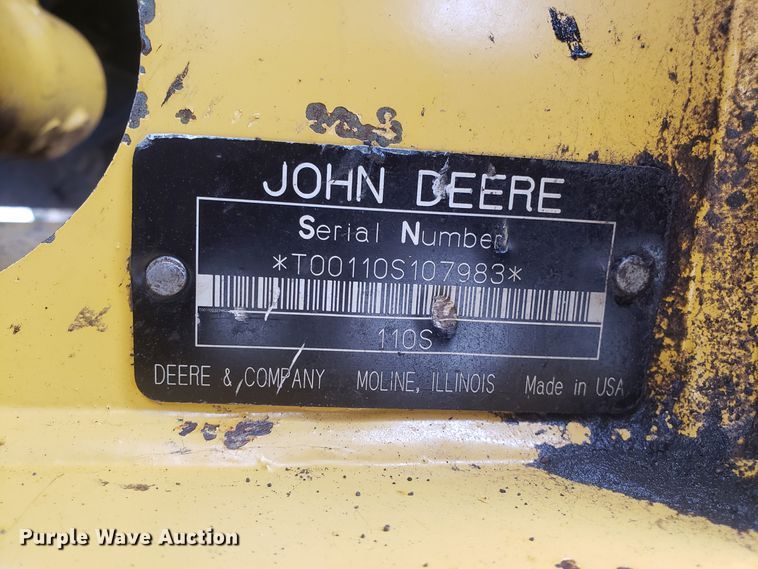 JOHN DEERE
Serial Number
*T00110S107983*
110S
DEERE & COMPANY MOLINE, ILLINOIS Made in USA
Purple Wave Auction